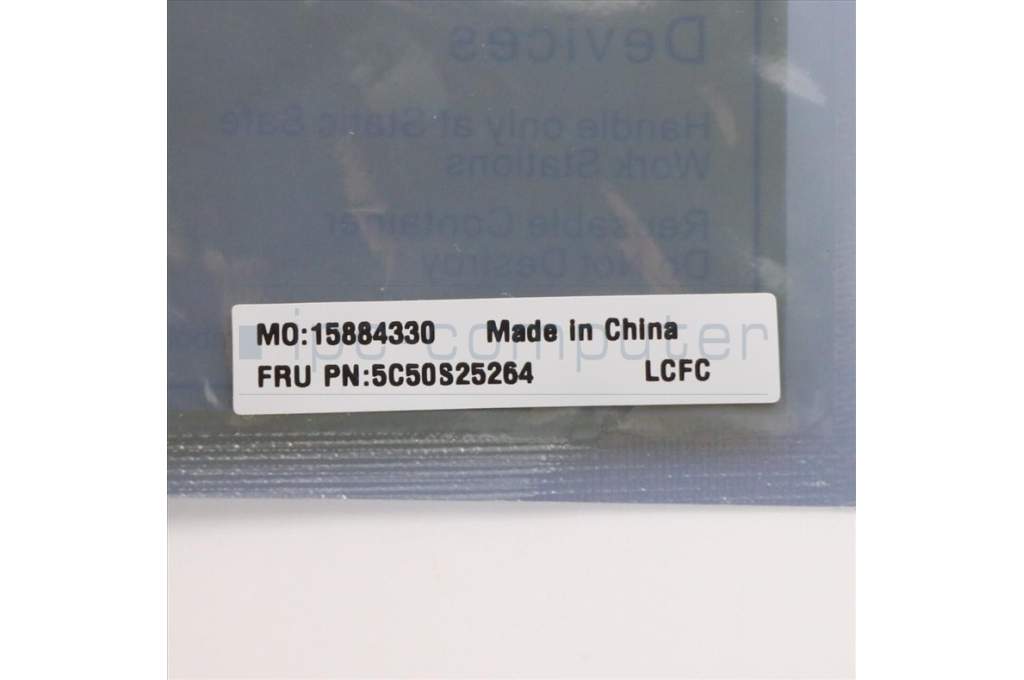 Devices
Handle only at Static Safe
Work Stations
Reusable Container
Do Not Destroy
MO:15884330 Made in China
ipc computer
FRU PN:5C50S25264 LCFC